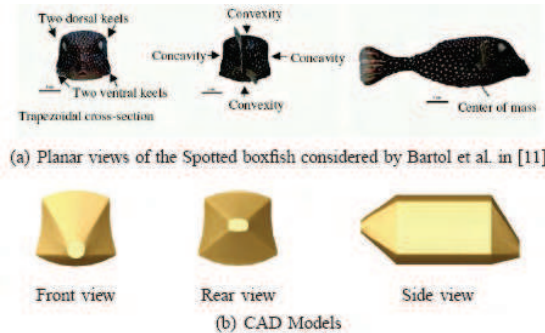 Two dorsal keels
Convexity
Concavity
Concavity
Two ventral keels
Convexity
Trapezoidal cross-section
Center of mass
(a) Planar views of the Spotted boxfish considered by Bartol et al. in [11]
Front view
Rear view
Side view
(b) CAD Models